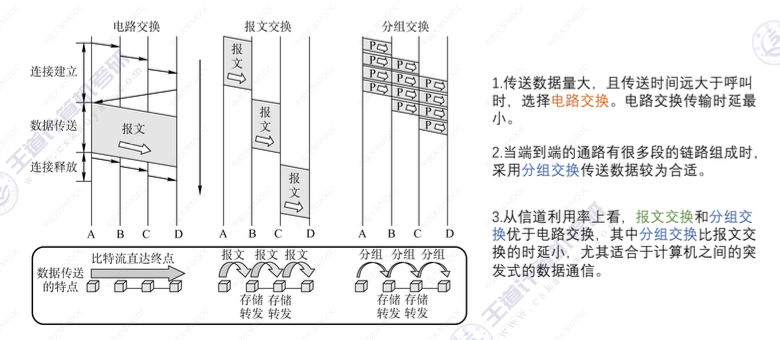 电路交换
报文交换
分组交换
连接建立
数据传送
连接释放
报文
A B C D
报
文
报
文
报
文
A B C D
P
P
P
P
P
P
P
P
P
P
P
P
A B C D
数据传送
的特点
比特流直达终点
报文 报文 报文
存储 存储
转发 转发
分组 分组 分组
存储 存储
转发 转发
1.传送数据量大，且传送时间远大于呼叫
时，选择电路交换。电路交换传输时延最
小。
2.当端到端的通路有很多段的链路组成时，
采用分组交换传送数据较为合适。
3.从信道利用率上看，报文交换和分组交
换优于电路交换，其中分组交换比报文交
换的时延小，尤其适合于计算机之间的突
发式的数据通信。
王道计算机考研